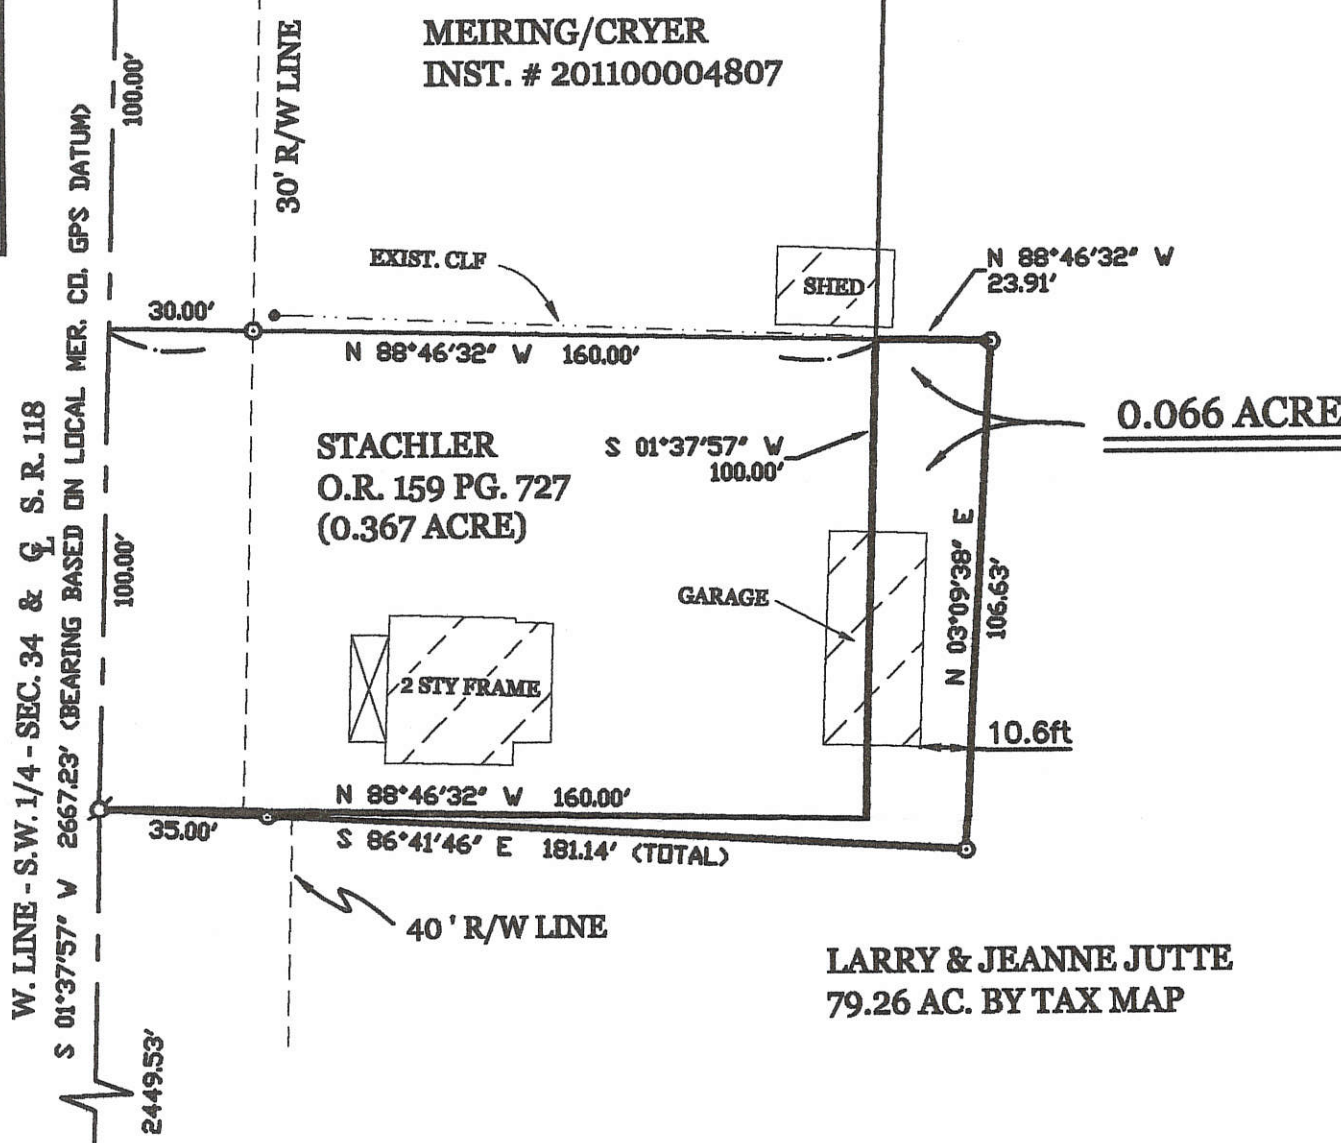 MEIRING/CRYER
INST. # 201100004807
100.00'
30' R/W LINE
EXIST. CLF
SHED
N 88°46'32" W
23.91'
30.00'
N 88°46'32" W 160.00'
0.066 ACRE
STACHLER
O.R. 159 PG. 727
(0.367 ACRE)
S 01°37'57" W
100.00'
W. LINE - S.W. 1/4 - SEC. 34 & ℄ S. R. 118
S 01°37'57" W 2667.23' (BEARING BASED ON LOCAL MER. CO. GPS DATUM)
100.00'
GARAGE
N 03°09'38" E
106.63'
2 STY FRAME
10.6ft
N 88°46'32" W 160.00'
35.00'
S 86°41'46" E 181.14' (TOTAL)
40' R/W LINE
LARRY & JEANNE JUTTE
79.26 AC. BY TAX MAP
2449.53'